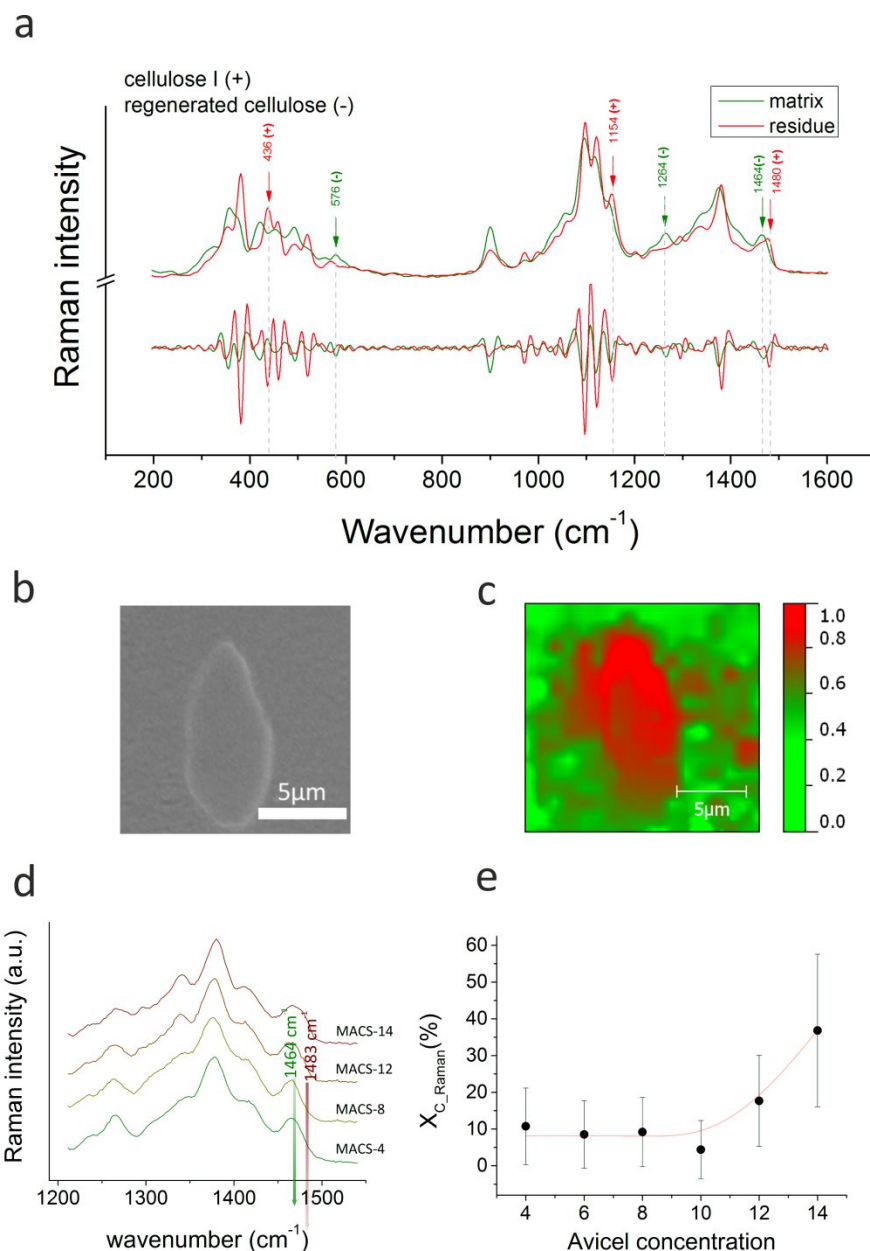 a
cellulose I (+)
regenerated cellulose (-)
matrix
residue
436 (+)
576 (-)
1154 (+)
1264 (-)
1464(-)
1480 (+)
Raman intensity
200 400 600 800 1000 1200 1400 1600
Wavenumber (cm⁻¹)
b
5µm
c
5µm
1.0
0.8
0.6
0.4
0.2
0.0
d
Raman intensity (a.u.)
MACS-14
MACS-12
MACS-8
MACS-4
1464 cm⁻¹
1483 cm⁻¹
1200 1300 1400 1500
wavenumber (cm⁻¹)
e
X_C_Raman(%)
60
50
40
30
20
10
0
4 6 8 10 12 14
Avicel concentration